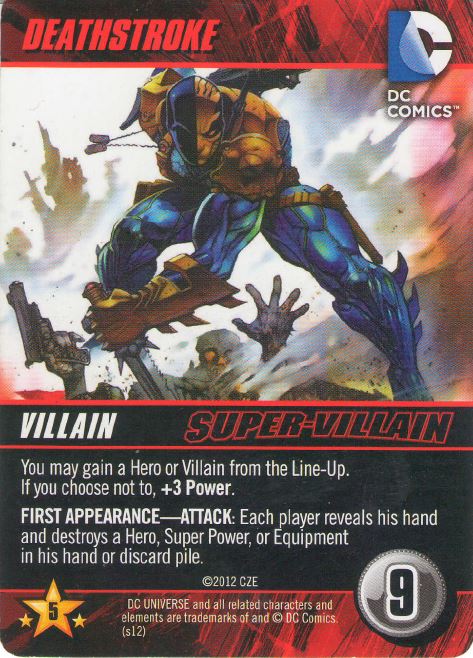 DEATHSTROKE
DC
DC
COMICS™
VILLAIN
SUPER-VILLAIN
You may gain a Hero or Villain from the Line-Up.
If you choose not to, +3 Power.
FIRST APPEARANCE—ATTACK: Each player reveals his hand
and destroys a Hero, Super Power, or Equipment
in his hand or discard pile.
©2012 CZE
5
DC UNIVERSE and all related characters and
elements are trademarks of and © DC Comics.
(s12)
9